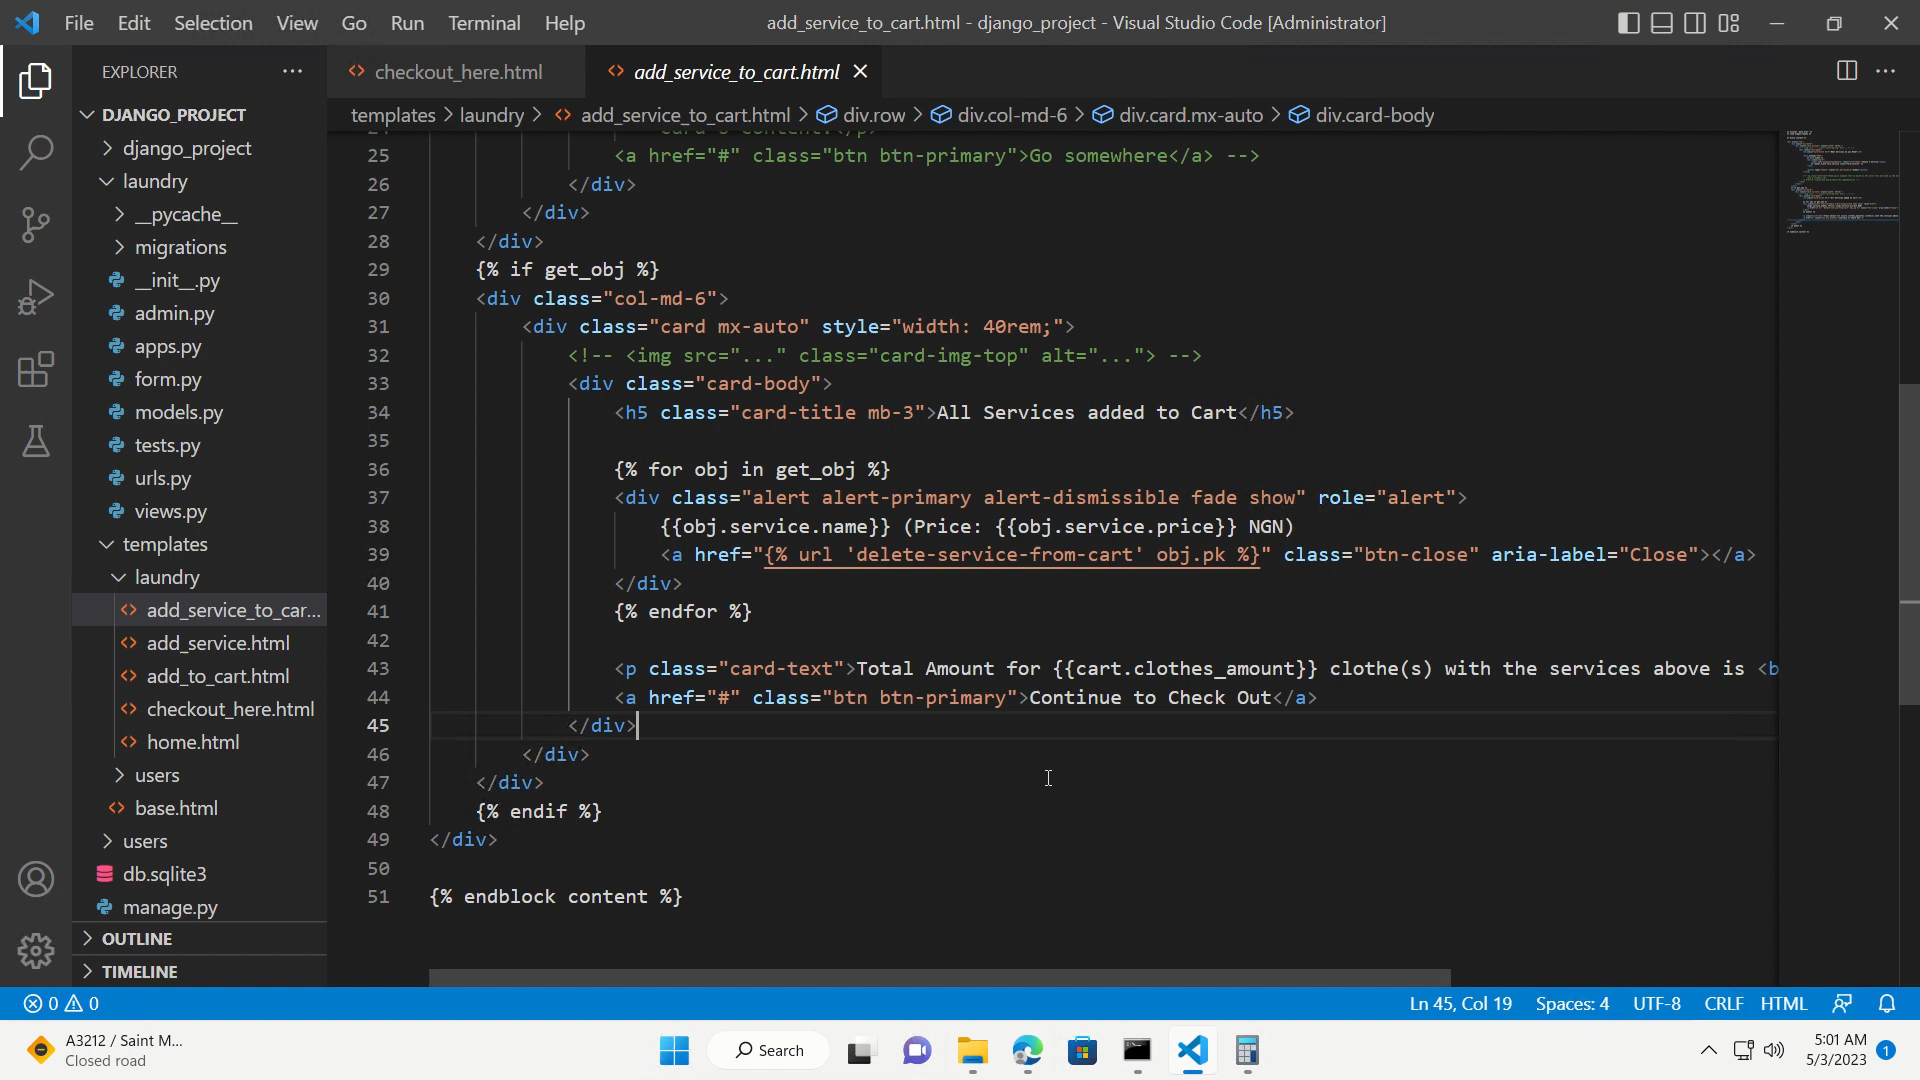 File Edit Selection View Go Run Terminal Help
add_service_to_cart.html - django_project - Visual Studio Code [Administrator]
EXPLORER
checkout_here.html
add_service_to_cart.html
DJANGO_PROJECT
templates > laundry > add_service_to_cart.html > div.row > div.col-md-6 > div.card.mx-auto > div.card-body
django_project
laundry
__pycache__
migrations
__init__.py
admin.py
apps.py
form.py
models.py
tests.py
urls.py
views.py
templates
laundry
add_service_to_car...
add_service.html
add_to_cart.html
checkout_here.html
home.html
users
base.html
users
db.sqlite3
manage.py
OUTLINE
TIMELINE
24 card's content.</p>
25 <a href="#" class="btn btn-primary">Go somewhere</a> -->
26 </div>
27 </div>
28 </div>
29 {% if get_obj %}
30 <div class="col-md-6">
31 <div class="card mx-auto" style="width: 40rem;">
32 <!-- <img src="..." class="card-img-top" alt="..."> -->
33 <div class="card-body">
34 <h5 class="card-title mb-3">All Services added to Cart</h5>
35
36 {% for obj in get_obj %}
37 <div class="alert alert-primary alert-dismissible fade show" role="alert">
38 {{obj.service.name}} (Price: {{obj.service.price}} NGN)
39 <a href="{% url 'delete-service-from-cart' obj.pk %}" class="btn-close" aria-label="Close"></a>
40 </div>
41 {% endfor %}
42
43 <p class="card-text">Total Amount for {{cart.clothes_amount}} clothe(s) with the services above is <b
44 <a href="#" class="btn btn-primary">Continue to Check Out</a>
45 </div>
46 </div>
47 </div>
48 {% endif %}
49 </div>
50
51 {% endblock content %}
0 0
Ln 45, Col 19 Spaces: 4 UTF-8 CRLF HTML
A3212 / Saint M...
Closed road
Search
5:01 AM
5/3/2023
1